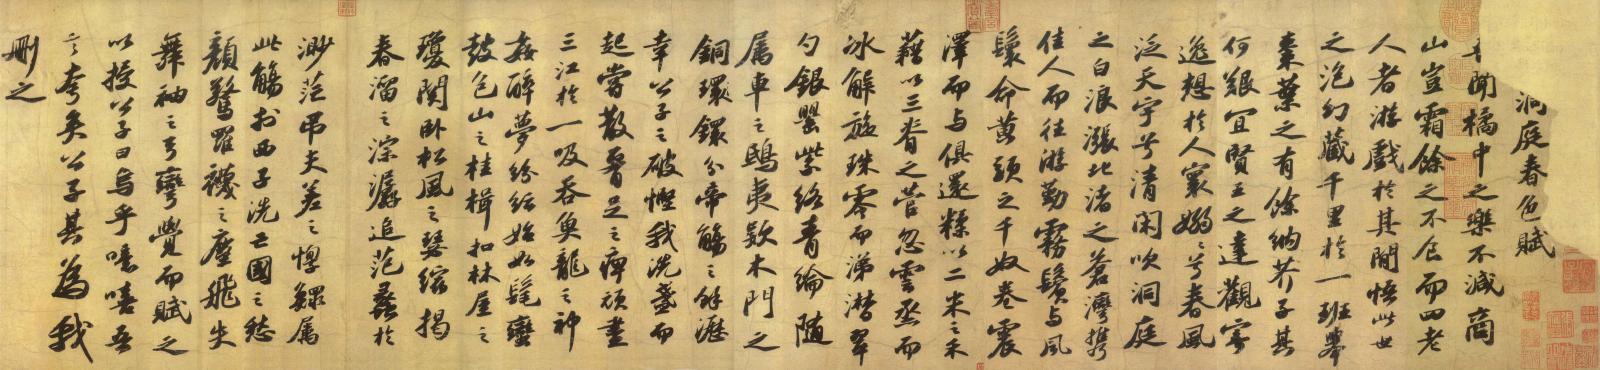 洞庭春色賦
吾聞橘中之樂不減商
山豈霜餘之不食而四老
人者游戲於其間悟此世
之泡幻藏千里於一班舉
棗葉之有餘納芥子其
何艱宜賢王之達觀寄
逸想於人寰嫋〻兮春風
泛天宇兮清閑吹洞庭
之白浪漲北渚之蒼灣攜
佳人而往游勤霧鬢與風
鬟命黃頭之千奴卷震
澤而與俱還糅以二米之禾
藉以三脊之菅忽雲烝而
冰解旋珠零而涕潸翠
勺銀罌紫絡青綸隨
属車之鴟夷款木門之
銅環鐶分帝觴之餘瀝
幸公子之破慳我洗盞而
起嘗散腰足之痺頑盡
三江於一吸吞魚龍之神
姦醉夢紛紜始如髦蠻
鼓包山之桂楫扣林屋之
瓊關卧松風之瑟縮揭
春溜之淙潺追范蠡於
渺茫弔夫差之惸鰥属
此觴於西子洗亡國之愁
顏驚羅襪之塵飛失
舞袖之弓彎覺而賦之
以授公子曰烏乎噫嘻吾
言夸矣公子其為我
刪之